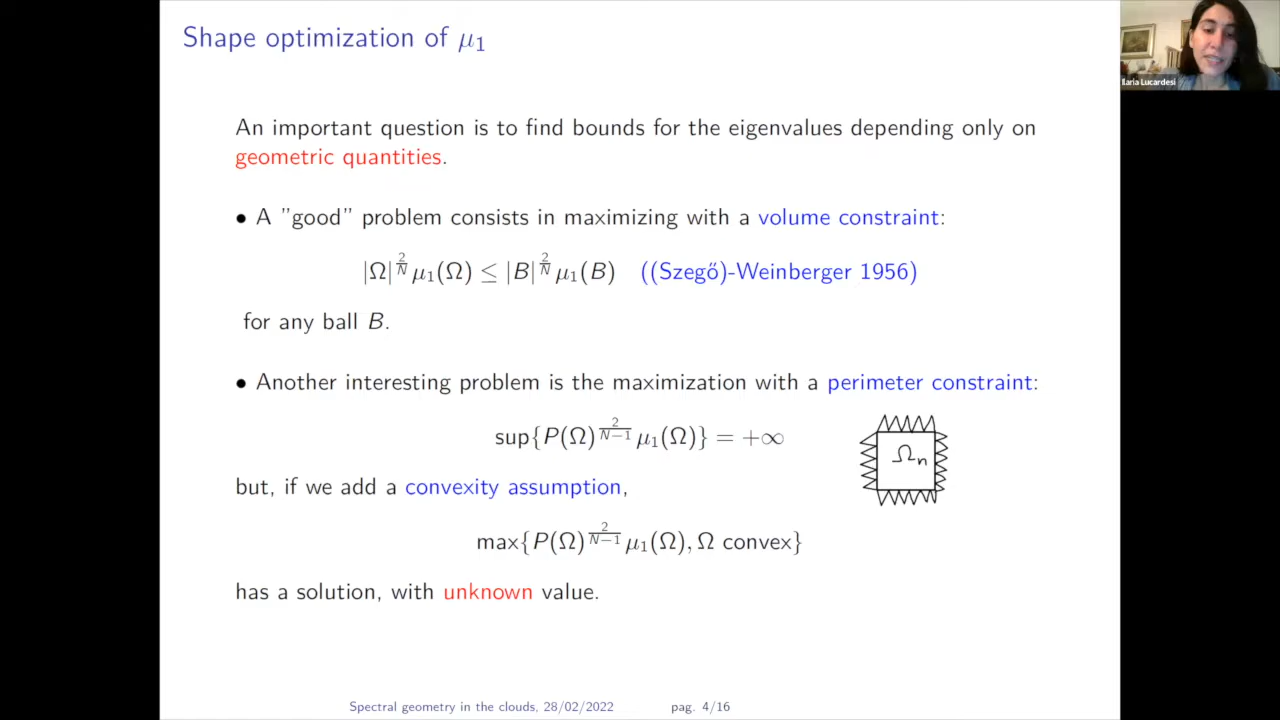 Shape optimization of μ₁
Ilaria Lucardesi
An important question is to find bounds for the eigenvalues depending only on
geometric quantities.
• A ”good” problem consists in maximizing with a volume constraint:
|Ω|^{2/N} μ₁(Ω) ≤ |B|^{2/N} μ₁(B) ((Szegő)-Weinberger 1956)
for any ball B.
• Another interesting problem is the maximization with a perimeter constraint:
sup{P(Ω)^{2/(N−1)} μ₁(Ω)} = +∞
Ωₙ
but, if we add a convexity assumption,
max{P(Ω)^{2/(N−1)} μ₁(Ω), Ω convex}
has a solution, with unknown value.
Spectral geometry in the clouds, 28/02/2022 pag. 4/16